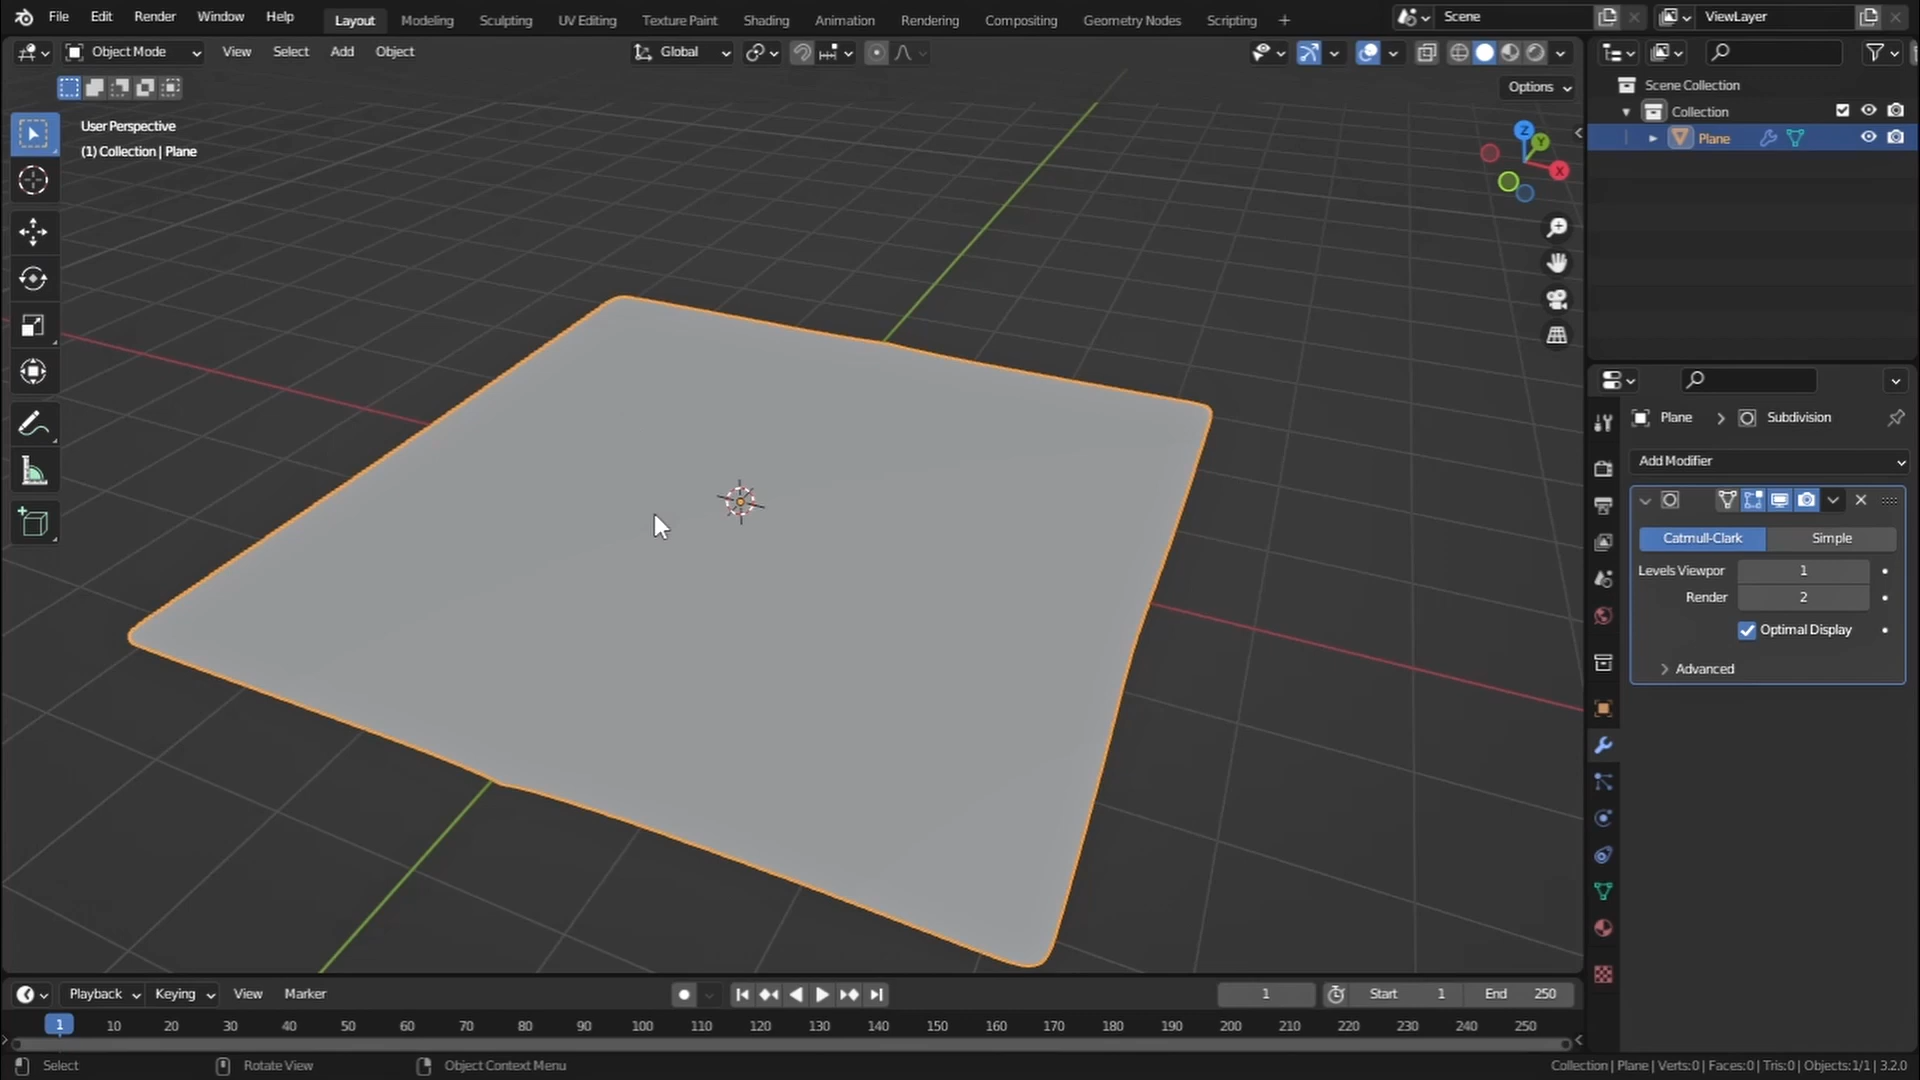 File Edit Render Window Help Layout Modeling Sculpting UV Editing Texture Paint Shading Animation Rendering Compositing Geometry Nodes Scripting + Scene ViewLayer
Object Mode View Select Add Object Global
Options
User Perspective
(1) Collection | Plane
Z
Y
X
Scene Collection
Collection
Plane
Plane > Subdivision
Add Modifier
Catmull-Clark Simple
Levels Viewpor 1
Render 2
Optimal Display
Advanced
Playback Keying View Marker 1 Start 1 End 250
1 10 20 30 40 50 60 70 80 90 100 110 120 130 140 150 160 170 180 190 200 210 220 230 240 250
Select Rotate View Object Context Menu Collection | Plane | Verts:0 | Faces:0 | Tris:0 | Objects:1/1 | 3.2.0